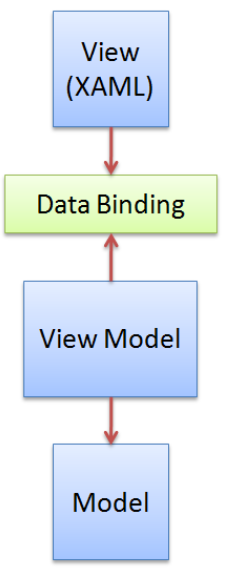 View
(XAML)
Data Binding
View Model
Model